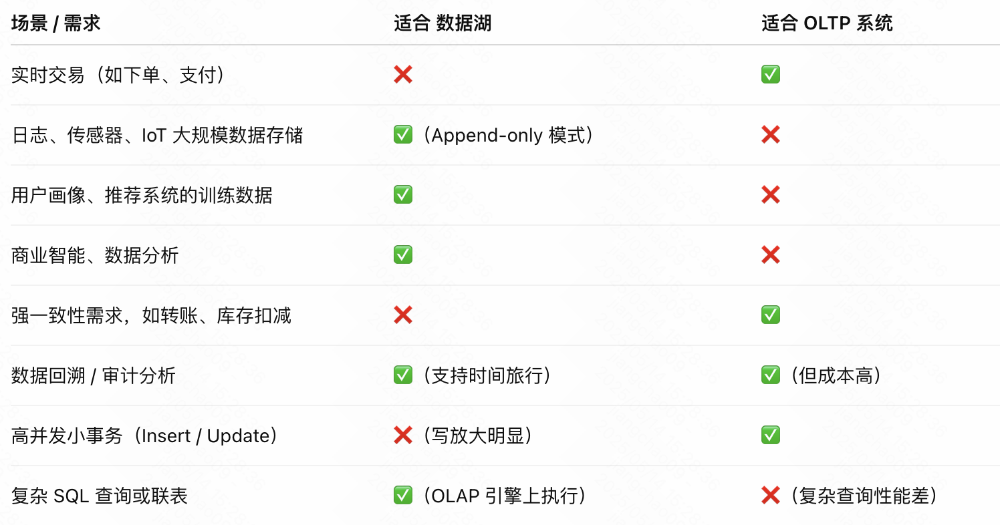 场景 / 需求 适合 数据湖 适合 OLTP 系统
实时交易（如下单、支付） ❌ ✅
日志、传感器、IoT 大规模数据存储 ✅（Append-only 模式） ❌
用户画像、推荐系统的训练数据 ✅ ❌
商业智能、数据分析 ✅ ❌
强一致性需求，如转账、库存扣减 ❌ ✅
数据回溯 / 审计分析 ✅（支持时间旅行） ✅（但成本高）
高并发小事务（Insert / Update） ❌（写放大明显） ✅
复杂 SQL 查询或联表 ✅（OLAP 引擎上执行） ❌（复杂查询性能差）